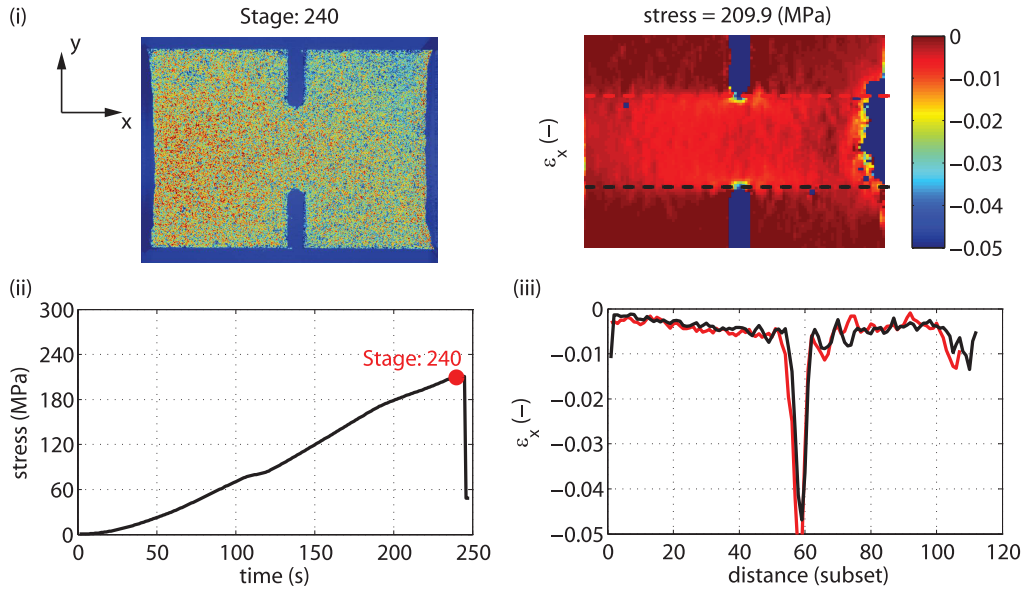 (i) Stage: 240 stress = 209.9 (MPa)
y
x
εx (−)
0
−0.01
−0.02
−0.03
−0.04
−0.05
(ii)
stress (MPa)
300
240
180
120
60
0
Stage: 240
0 50 100 150 200 250
time (s)
(iii)
εx (−)
0
−0.01
−0.02
−0.03
−0.04
−0.05
0 20 40 60 80 100 120
distance (subset)